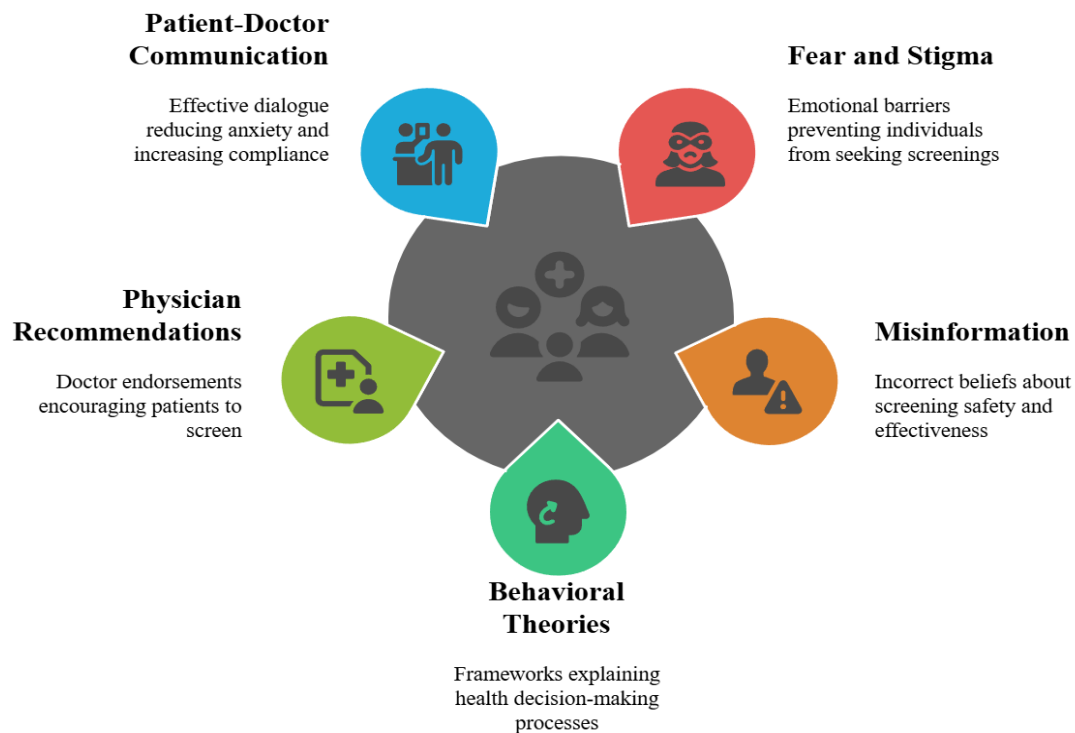 Patient-Doctor
Communication
Effective dialogue
reducing anxiety and
increasing compliance
Fear and Stigma
Emotional barriers
preventing individuals
from seeking screenings
Physician
Recommendations
Doctor endorsements
encouraging patients to
screen
Misinformation
Incorrect beliefs about
screening safety and
effectiveness
Behavioral
Theories
Frameworks explaining
health decision-making
processes